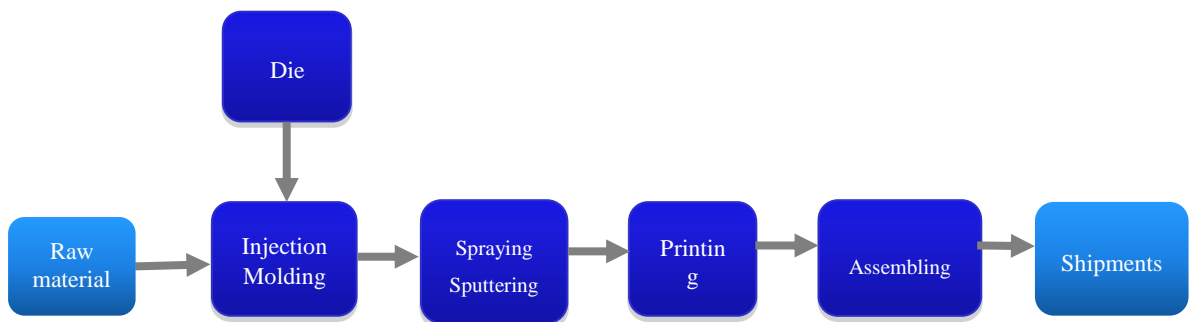 Die
Raw
material
Injection
Molding
Spraying
Sputtering
Printin
g
Assembling
Shipments